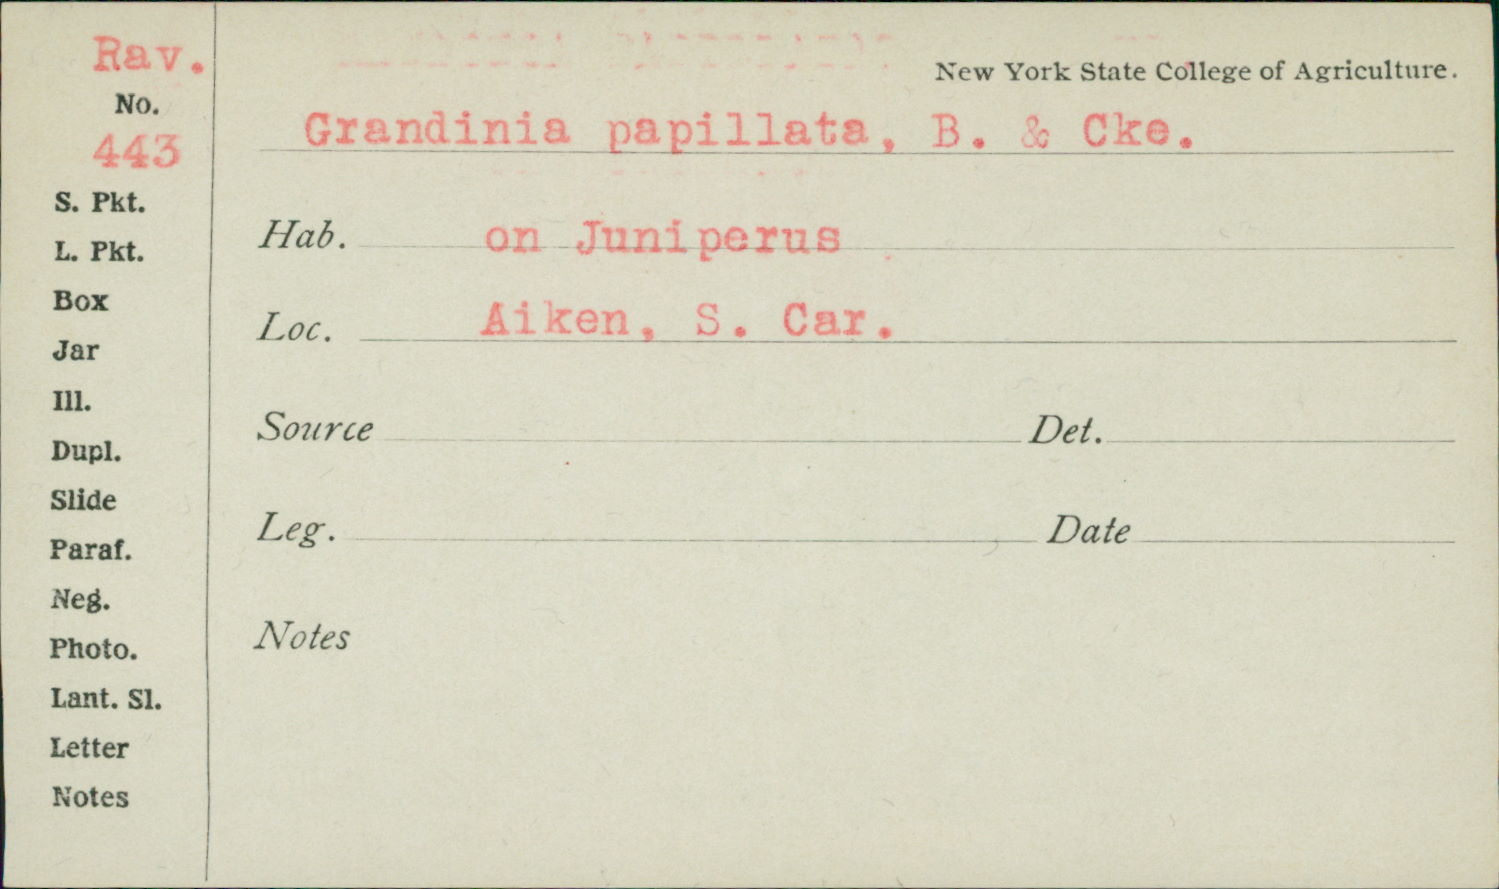 Rav.
No.
443
S. Pkt.
L. Pkt.
Box
Jar
Ill.
Dupl.
Slide
Paraf.
Neg.
Photo.
Lant. Sl.
Letter
Notes
New York State College of Agriculture.
Grandinia papillata, B. & Cke.
Hab. on Juniperus
Loc. Aiken, S. Car.
Source Det.
Leg. Date
Notes